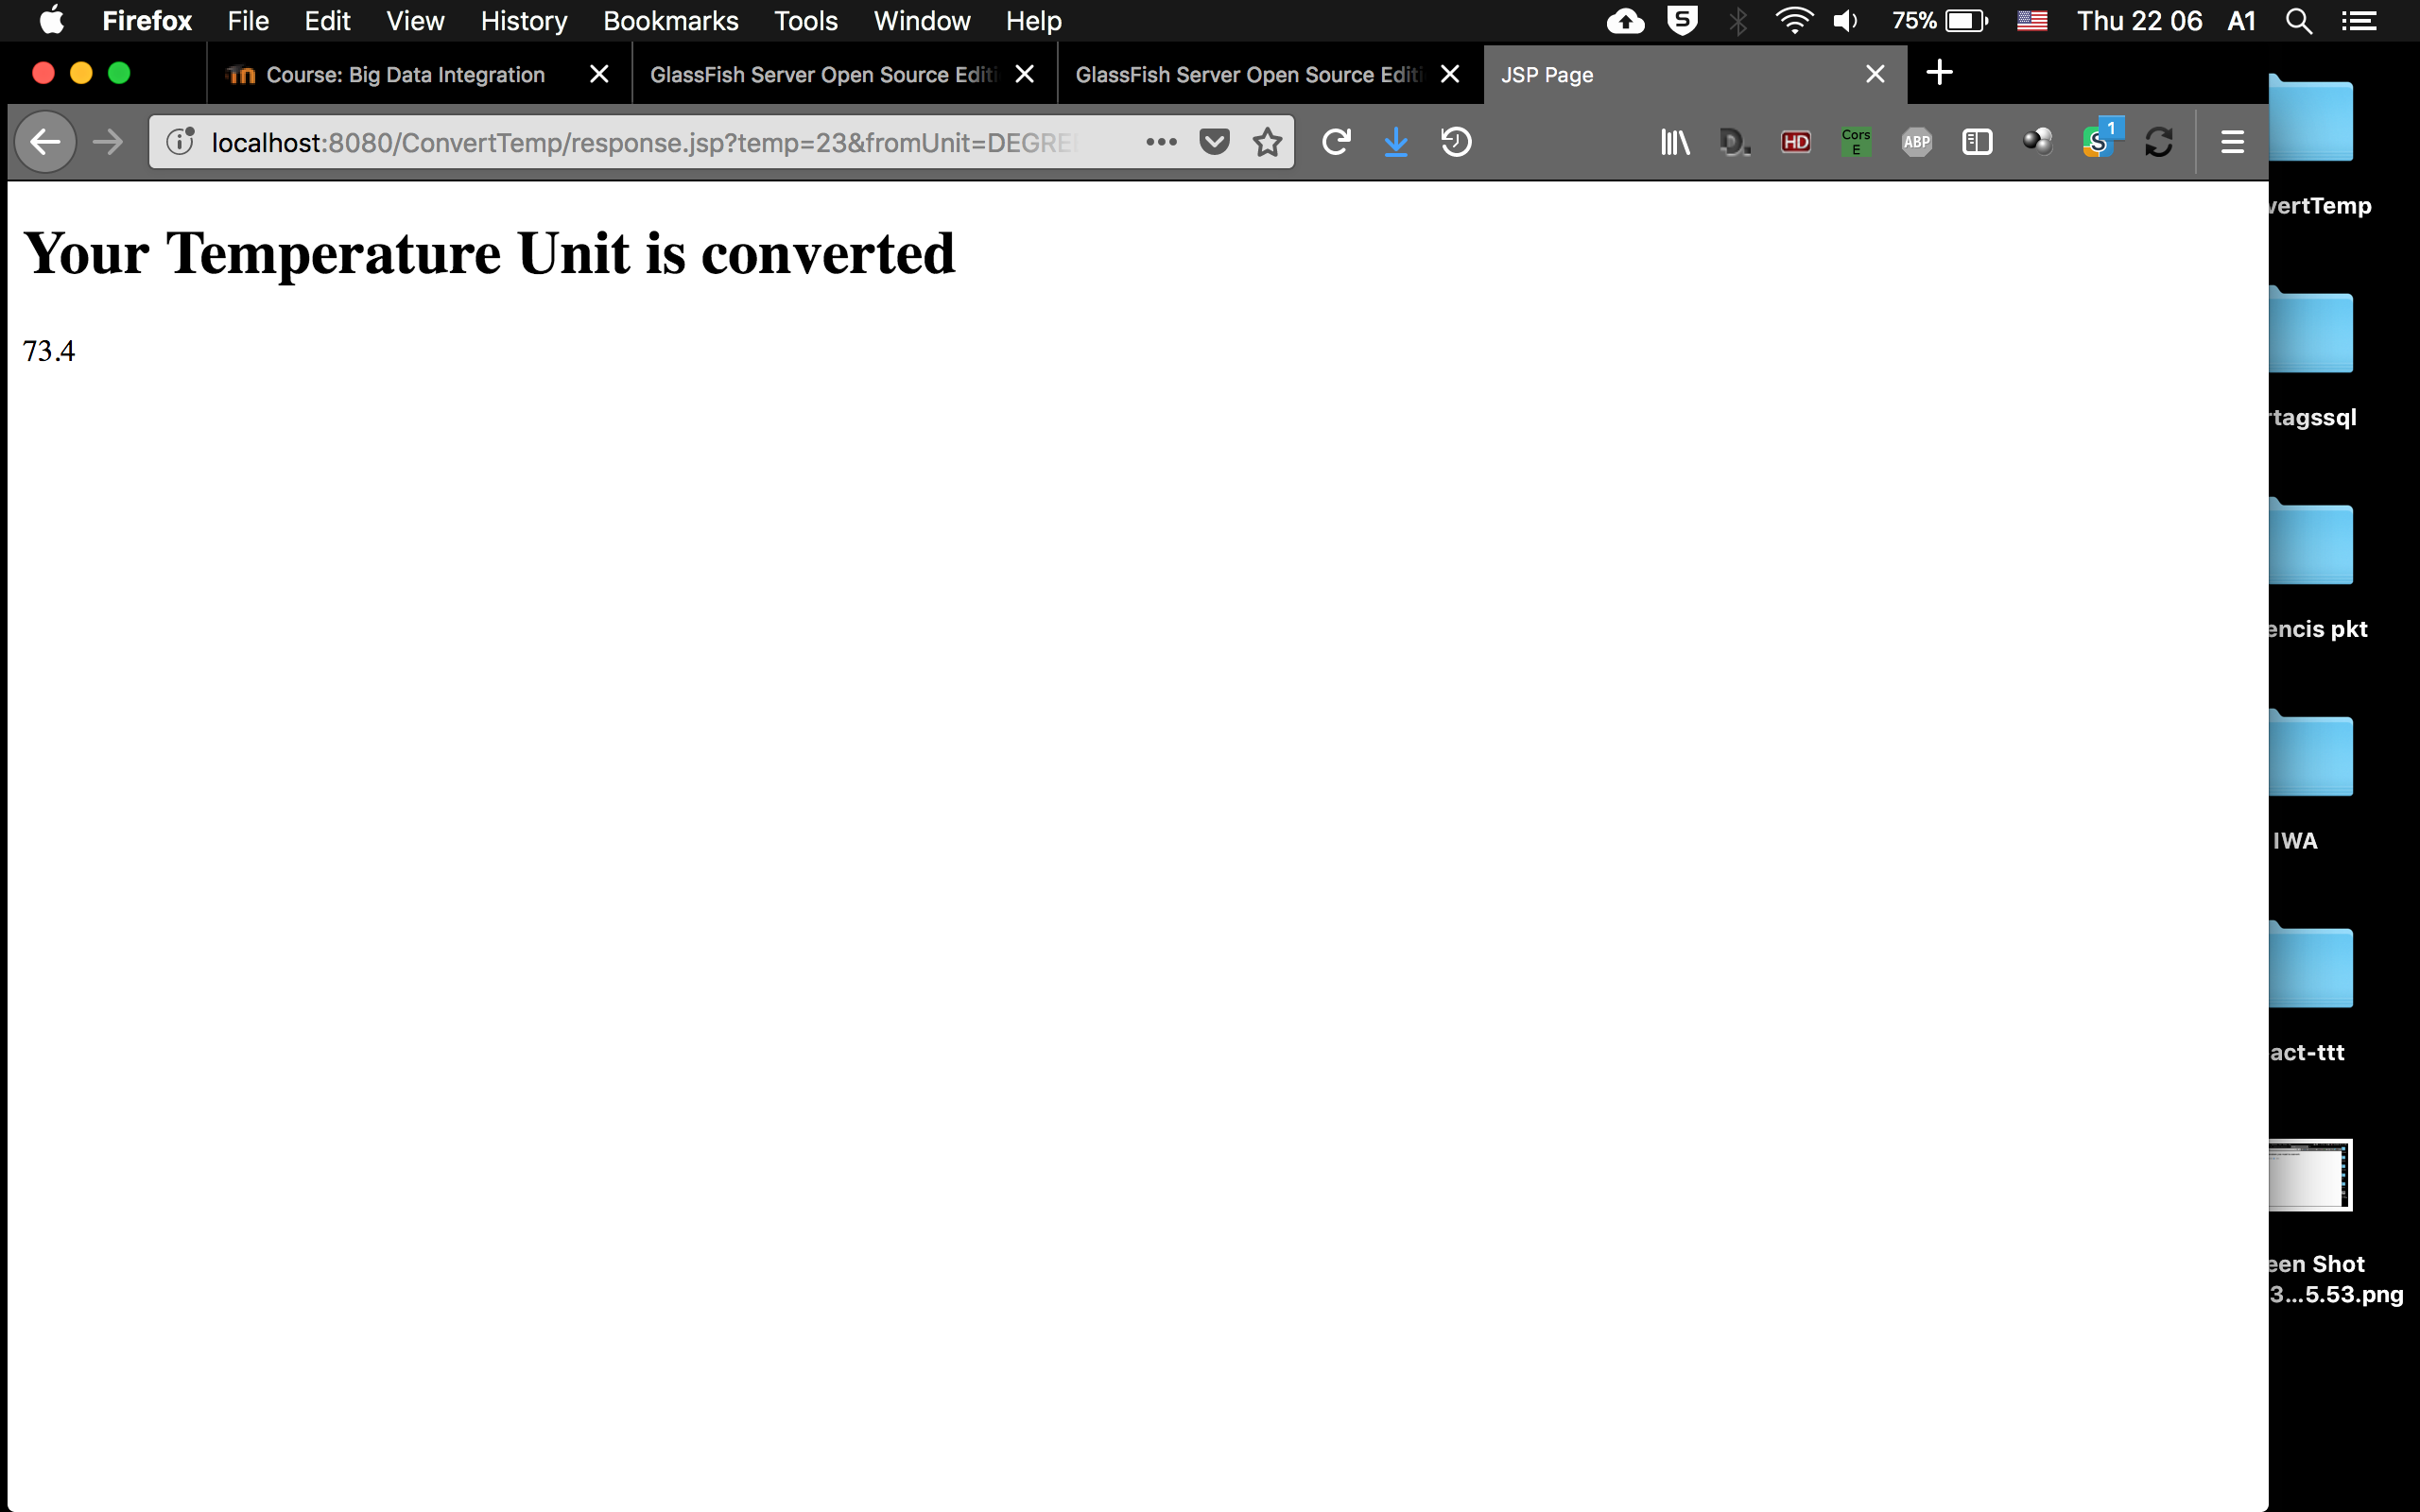 Firefox File Edit View History Bookmarks Tools Window Help 75% Thu 22 06 A1
Course: Big Data Integration
GlassFish Server Open Source Editi
GlassFish Server Open Source Editi
JSP Page
localhost:8080/ConvertTemp/response.jsp?temp=23&fromUnit=DEGRE
D. HD Cors E ABP S 1
Your Temperature Unit is converted
73.4
vertTemp
rtagssql
encis pkt
IWA
act-ttt
een Shot
3...5.53.png